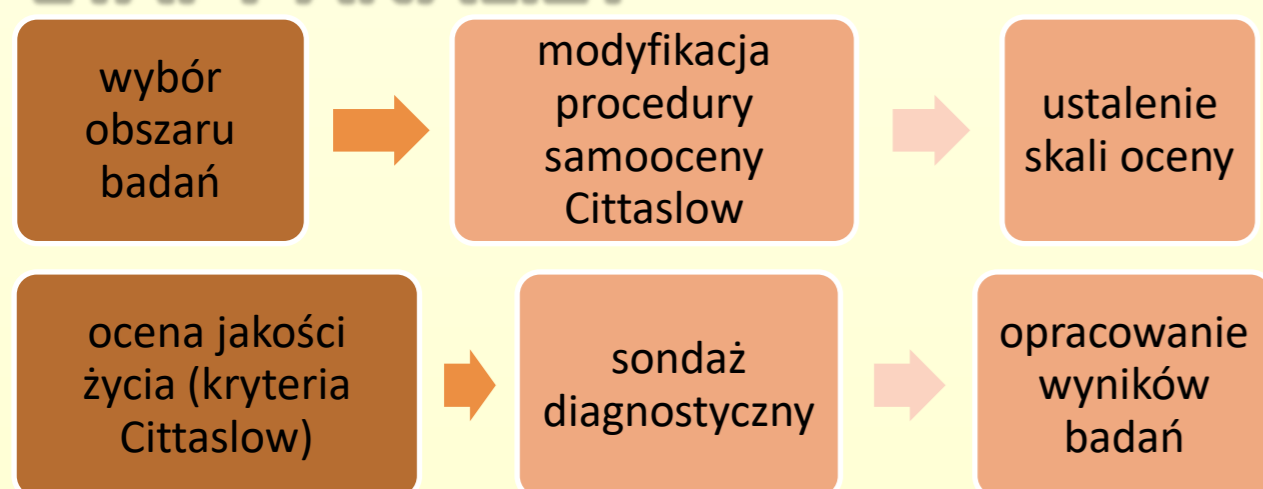 wybór
obszaru
badań
modyfikacja
procedury
samooceny
Cittaslow
ustalenie
skali oceny
ocena jakości
życia (kryteria
Cittaslow)
sondaż
diagnostyczny
opracowanie
wyników
badań